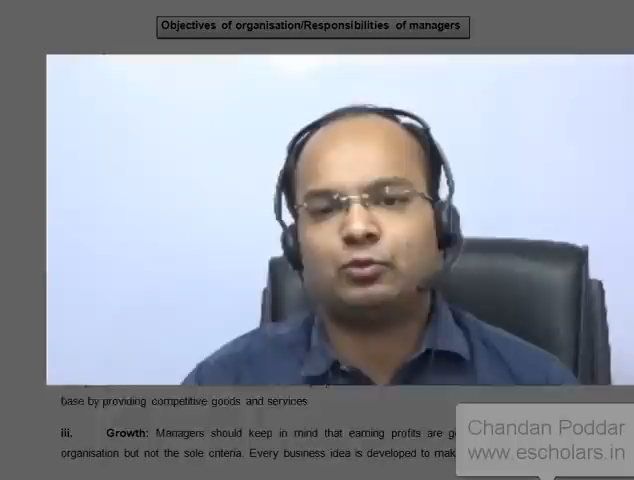 Objectives of organisation/Responsibilities of managers
base by providing competitive goods and services
iii. Growth: Managers should keep in mind that earning profits are
organisation but not the sole criteria. Every business idea is developed to
Chandan Poddar
www.escholars.in